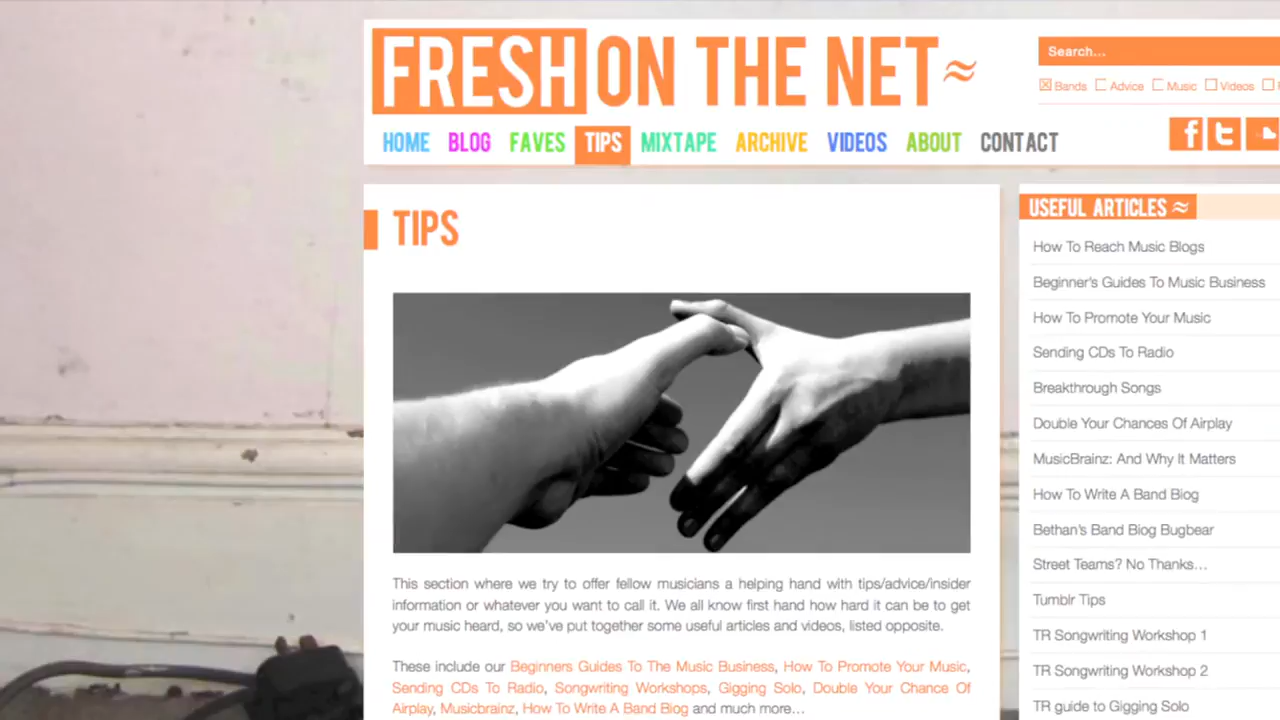 FRESH ON THE NET
Search...
Bands Advice Music Videos
HOME BLOG FAVES TIPS MIXTAPE ARCHIVE VIDEOS ABOUT CONTACT
TIPS
This section where we try to offer fellow musicians a helping hand with tips/advice/insider
information or whatever you want to call it. We all know first hand how hard it can be to get
your music heard, so we've put together some useful articles and videos, listed opposite.
These include our Beginners Guides To The Music Business, How To Promote Your Music,
Sending CDs To Radio, Songwriting Workshops, Gigging Solo, Double Your Chance Of
Airplay, Musicbrainz, How To Write A Band Blog and much more...
USEFUL ARTICLES
How To Reach Music Blogs
Beginner's Guides To Music Business
How To Promote Your Music
Sending CDs To Radio
Breakthrough Songs
Double Your Chances Of Airplay
MusicBrainz: And Why It Matters
How To Write A Band Blog
Bethan's Band Blog Bugbear
Street Teams? No Thanks...
Tumblr Tips
TR Songwriting Workshop 1
TR Songwriting Workshop 2
TR guide to Gigging Solo